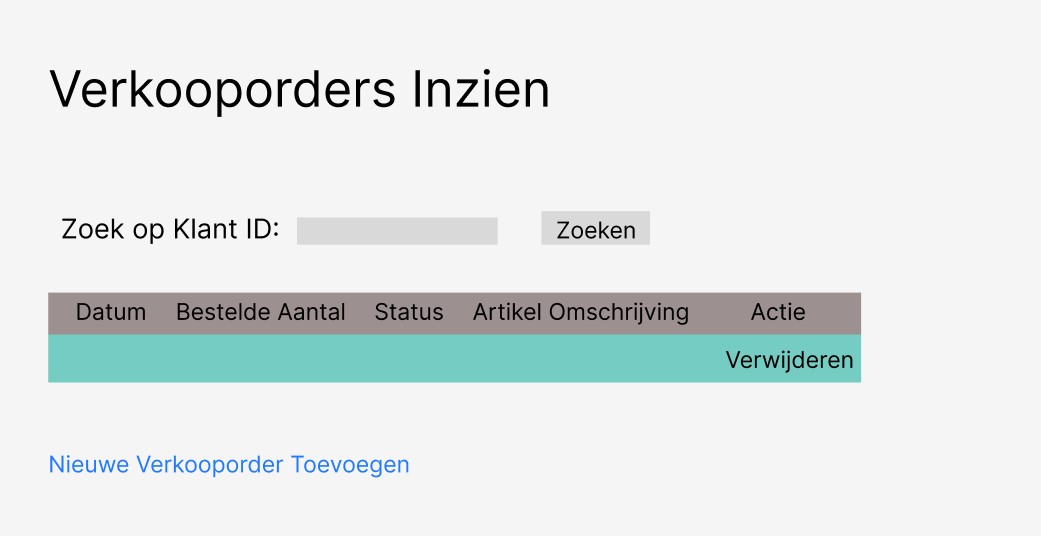 Verkooporders Inzien
Zoek op Klant ID: Zoeken
Datum Bestelde Aantal Status Artikel Omschrijving Actie
Verwijderen
Nieuwe Verkooporder Toevoegen